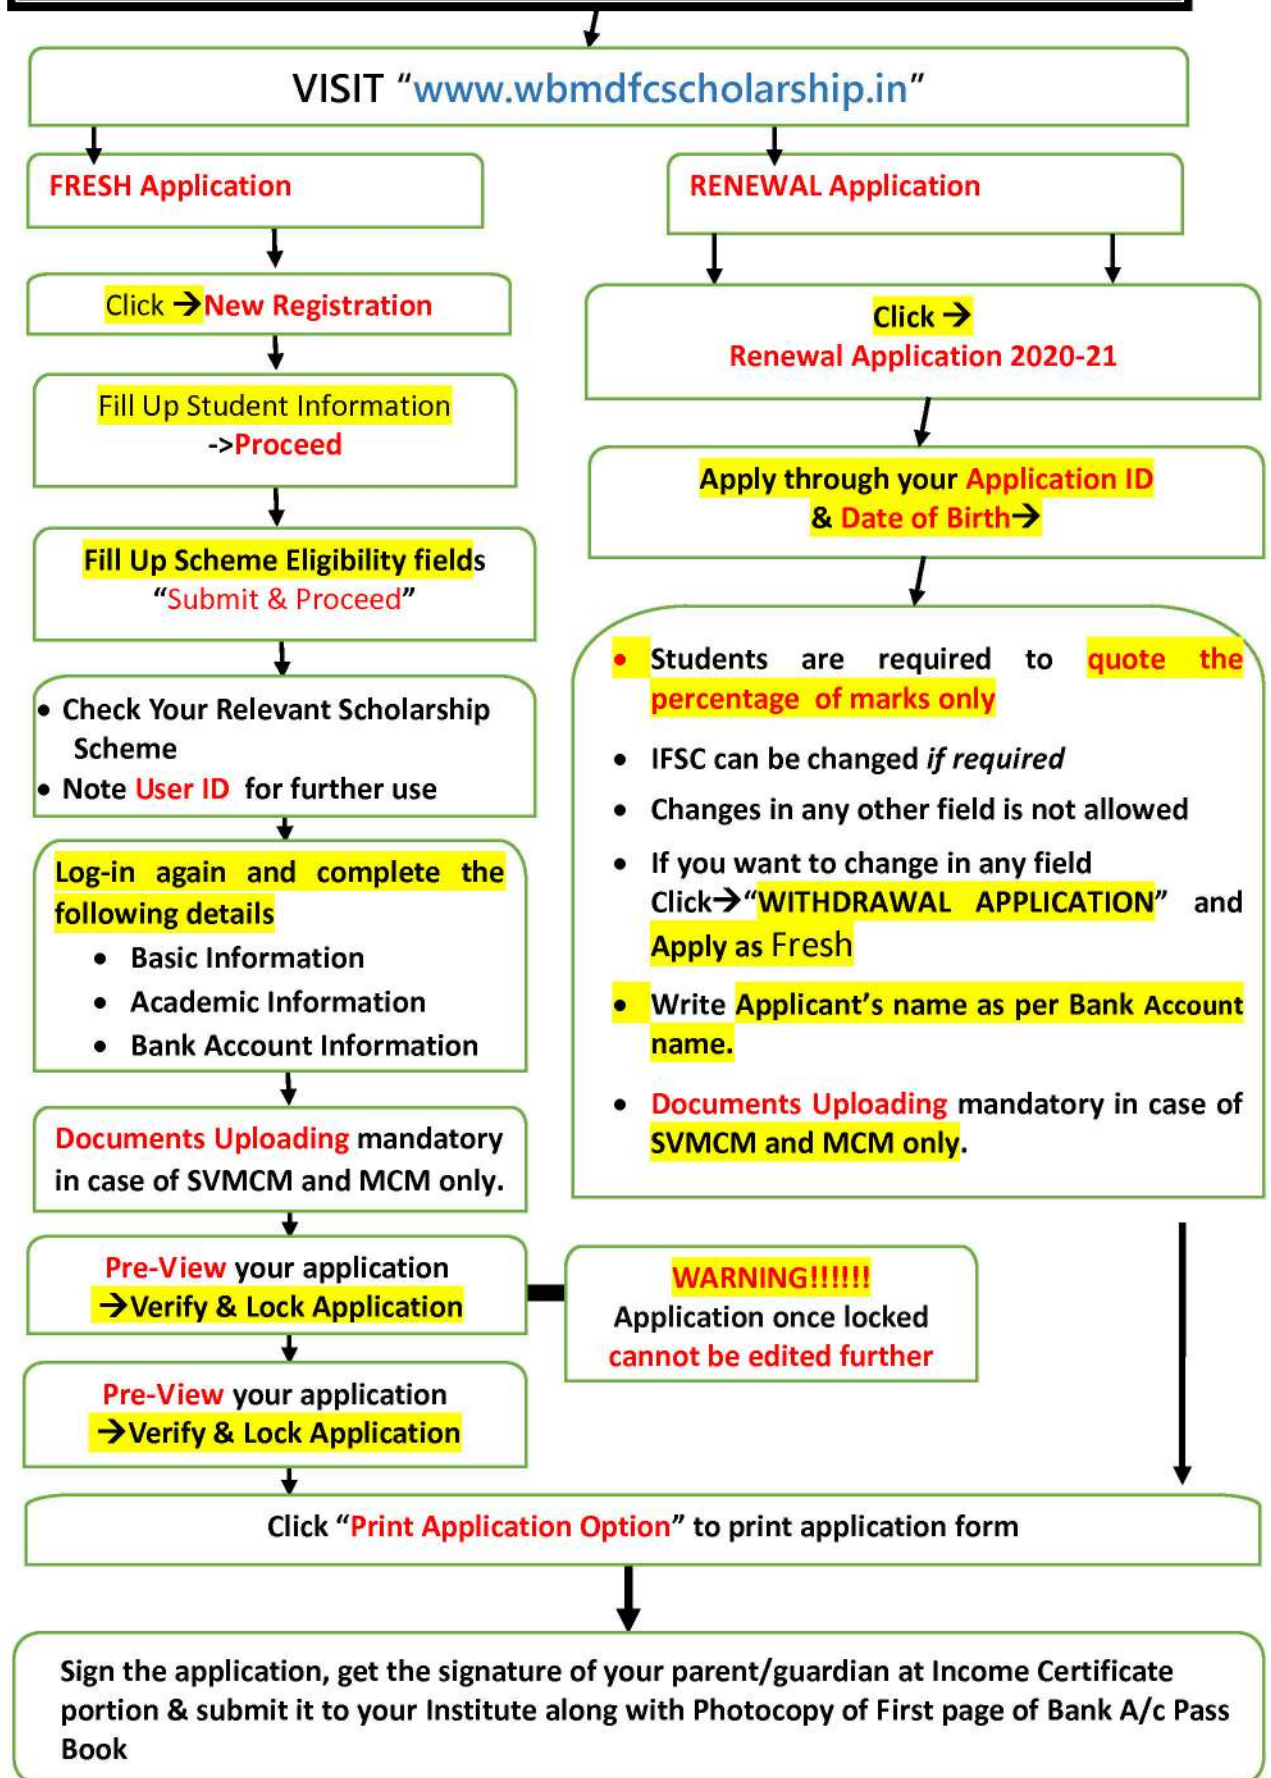 VISIT “www.wbmdfcscholarship.in”
FRESH Application
Click →New Registration
Fill Up Student Information
->Proceed
Fill Up Scheme Eligibility fields
“Submit & Proceed”
• Check Your Relevant Scholarship
Scheme
• Note User ID for further use
Log-in again and complete the
following details
• Basic Information
• Academic Information
• Bank Account Information
Documents Uploading mandatory
in case of SVMCM and MCM only.
Pre-View your application
→Verify & Lock Application
WARNING!!!!!!
Application once locked
cannot be edited further
Pre-View your application
→Verify & Lock Application
RENEWAL Application
Click →
Renewal Application 2020-21
Apply through your Application ID
& Date of Birth→
• Students are required to quote the
percentage of marks only
• IFSC can be changed if required
• Changes in any other field is not allowed
• If you want to change in any field
Click→“WITHDRAWAL APPLICATION” and
Apply as Fresh
• Write Applicant’s name as per Bank Account
name.
• Documents Uploading mandatory in case of
SVMCM and MCM only.
Click “Print Application Option” to print application form
Sign the application, get the signature of your parent/guardian at Income Certificate
portion & submit it to your Institute along with Photocopy of First page of Bank A/c Pass
Book